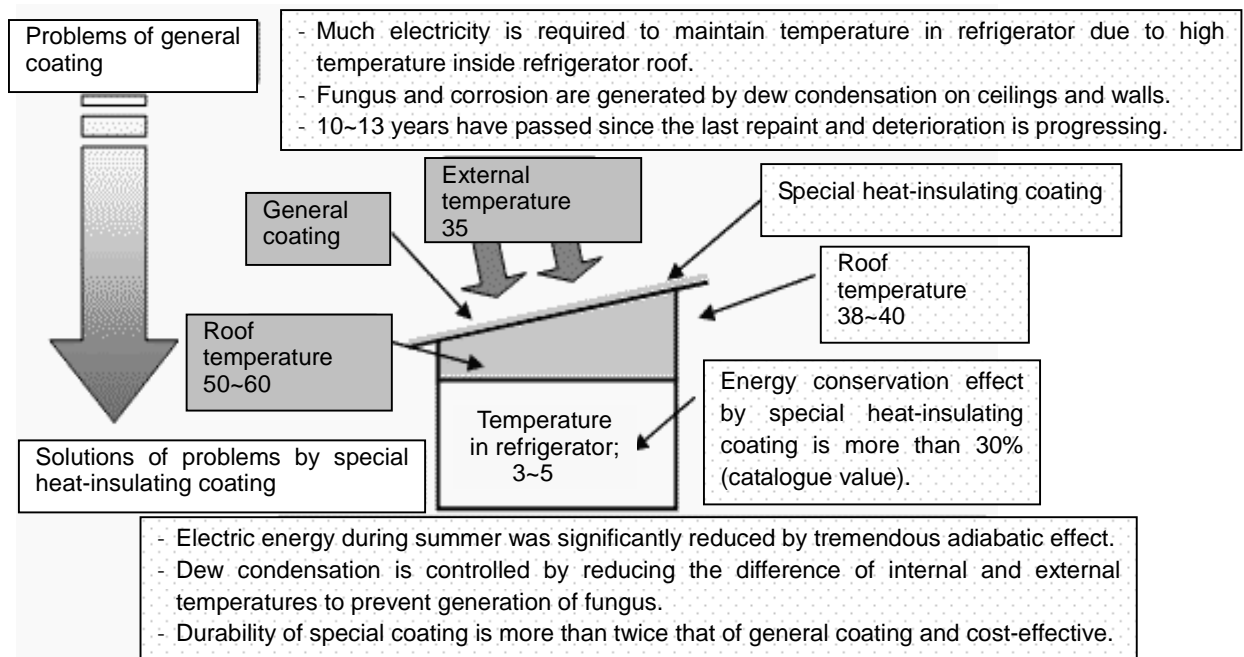 Problems of general
coating
- Much electricity is required to maintain temperature in refrigerator due to high
temperature inside refrigerator roof.
- Fungus and corrosion are generated by dew condensation on ceilings and walls.
- 10~13 years have passed since the last repaint and deterioration is progressing.
External
temperature
35
General
coating
Special heat-insulating coating
Roof
temperature
38~40
Roof
temperature
50~60
Temperature
in refrigerator;
3~5
Energy conservation effect
by special heat-insulating
coating is more than 30%
(catalogue value).
Solutions of problems by special
heat-insulating coating
- Electric energy during summer was significantly reduced by tremendous adiabatic effect.
- Dew condensation is controlled by reducing the difference of internal and external
temperatures to prevent generation of fungus.
- Durability of special coating is more than twice that of general coating and cost-effective.